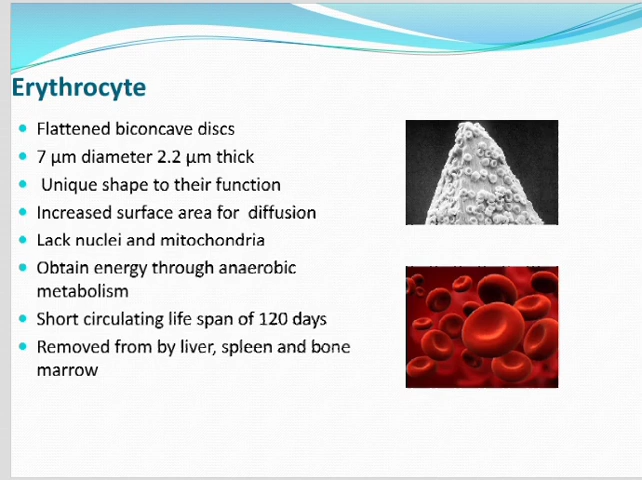 Erythrocyte
Flattened biconcave discs
7 µm diameter 2.2 µm thick
Unique shape to their function
Increased surface area for diffusion
Lack nuclei and mitochondria
Obtain energy through anaerobic
metabolism
Short circulating life span of 120 days
Removed from by liver, spleen and bone
marrow